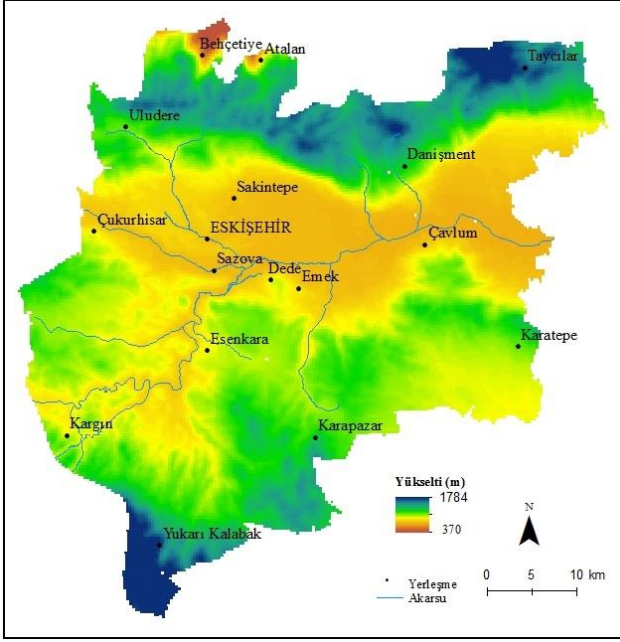 Behçetiye
Atalan
Taycılar
Uludere
Danişment
Sakintepe
Çukurhisar
ESKİŞEHİR
Çavlum
Sazova
Dede
Emek
Esenkara
Karatepe
Kargın
Karapazar
Yukarı Kalabak
Yükselti (m)
1784
370
N
Yerleşme
Akarsu
0 5 10 km